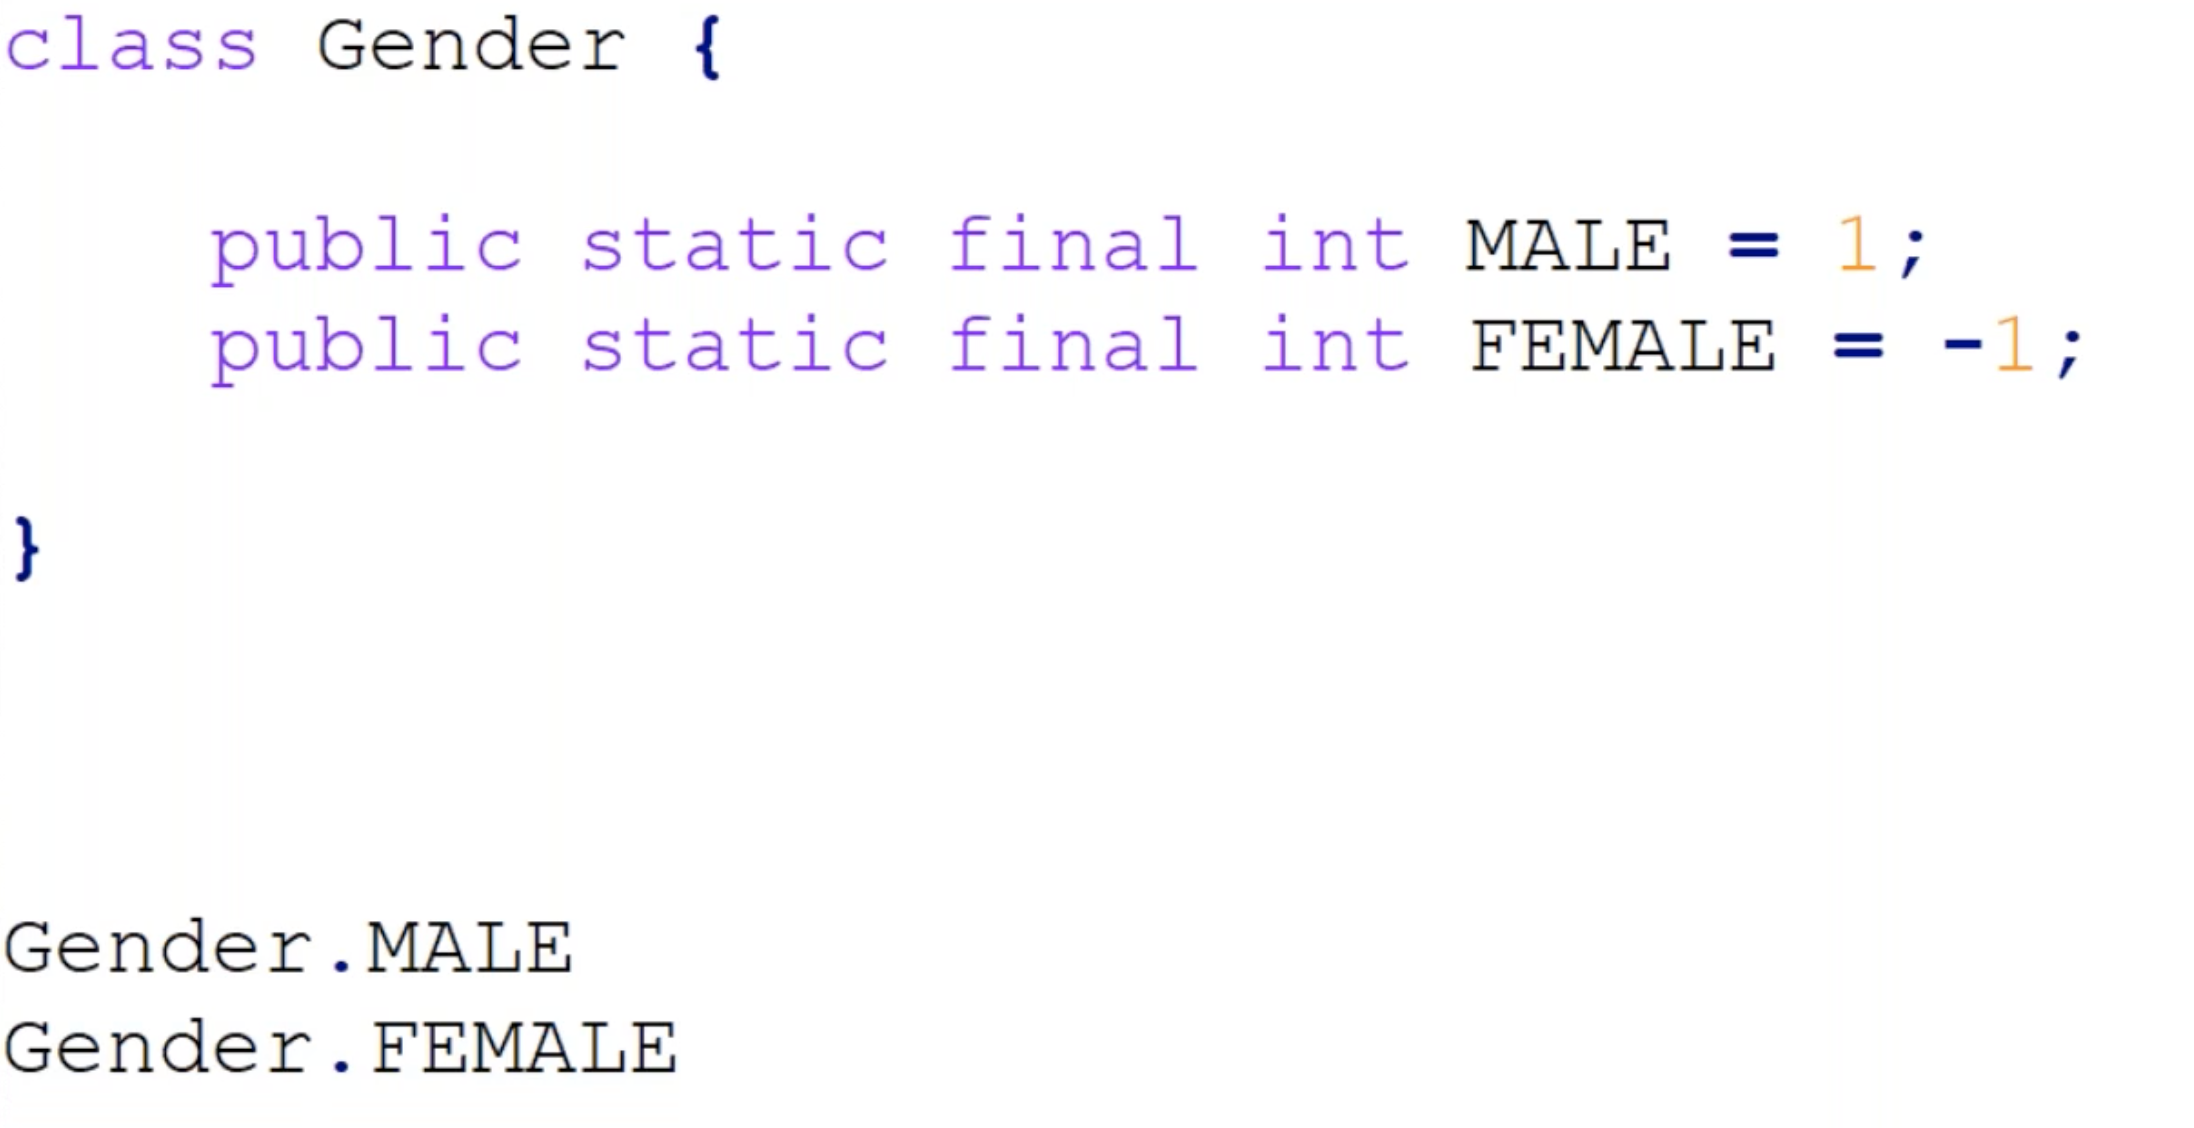 class Gender {
    public static final int MALE = 1;
    public static final int FEMALE = -1;
}
Gender.MALE
Gender.FEMALE